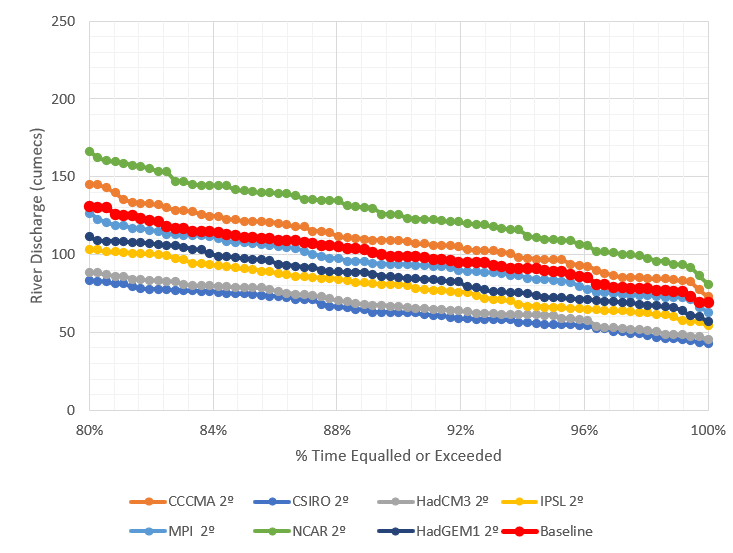 250
200
150
100
50
0
River Discharge (cumecs)
80% 84% 88% 92% 96% 100%
% Time Equalled or Exceeded
CCCMA 2º CSIRO 2º HadCM3 2º IPSL 2º
MPI 2º NCAR 2º HadGEM1 2º Baseline